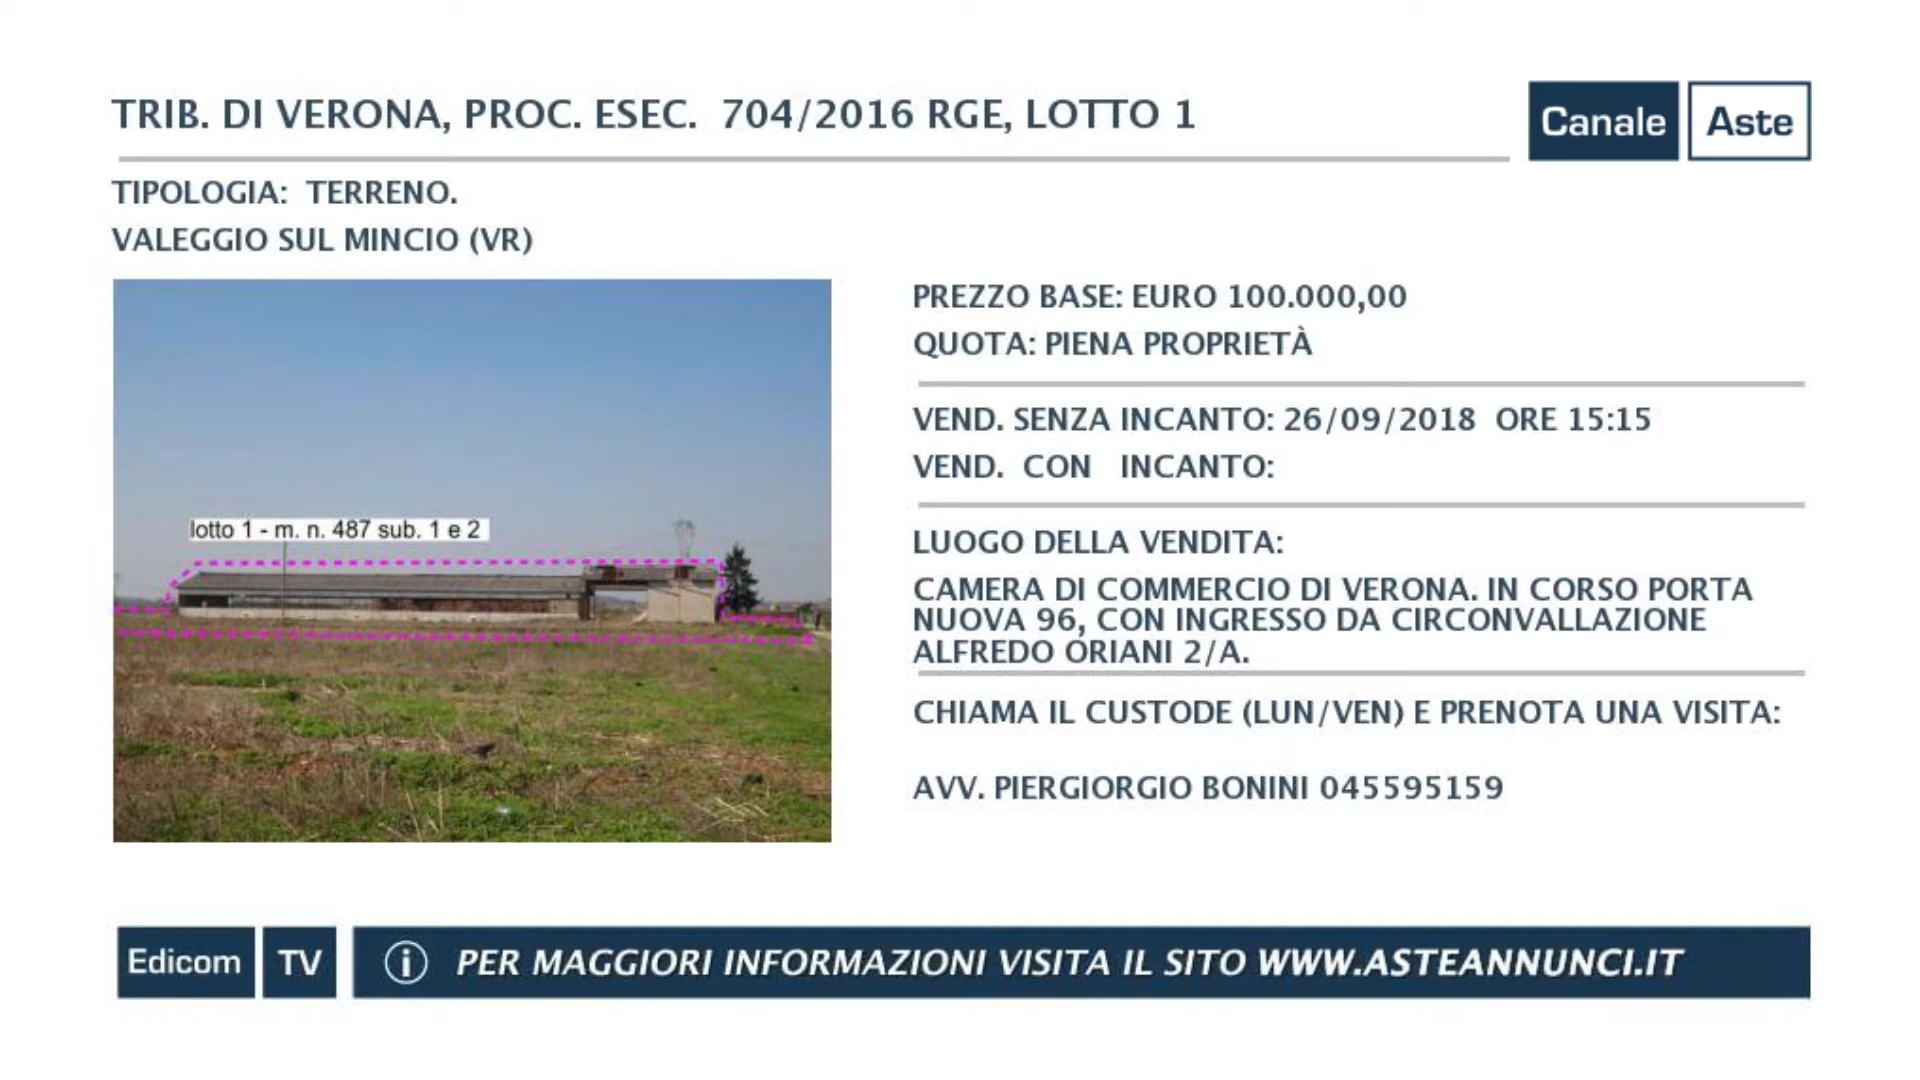 TRIB. DI VERONA, PROC. ESEC.  704/2016 RGE, LOTTO 1
Canale Aste
TIPOLOGIA:  TERRENO.
VALEGGIO SUL MINCIO (VR)
lotto 1 - m. n. 487 sub. 1 e 2
PREZZO BASE: EURO 100.000,00
QUOTA: PIENA PROPRIETÀ
VEND. SENZA INCANTO: 26/09/2018  ORE 15:15
VEND.  CON   INCANTO:
LUOGO DELLA VENDITA:
CAMERA DI COMMERCIO DI VERONA. IN CORSO PORTA
NUOVA 96, CON INGRESSO DA CIRCONVALLAZIONE
ALFREDO ORIANI 2/A.
CHIAMA IL CUSTODE (LUN/VEN) E PRENOTA UNA VISITA:
AVV. PIERGIORGIO BONINI 045595159
Edicom TV
PER MAGGIORI INFORMAZIONI VISITA IL SITO WWW.ASTEANNUNCI.IT